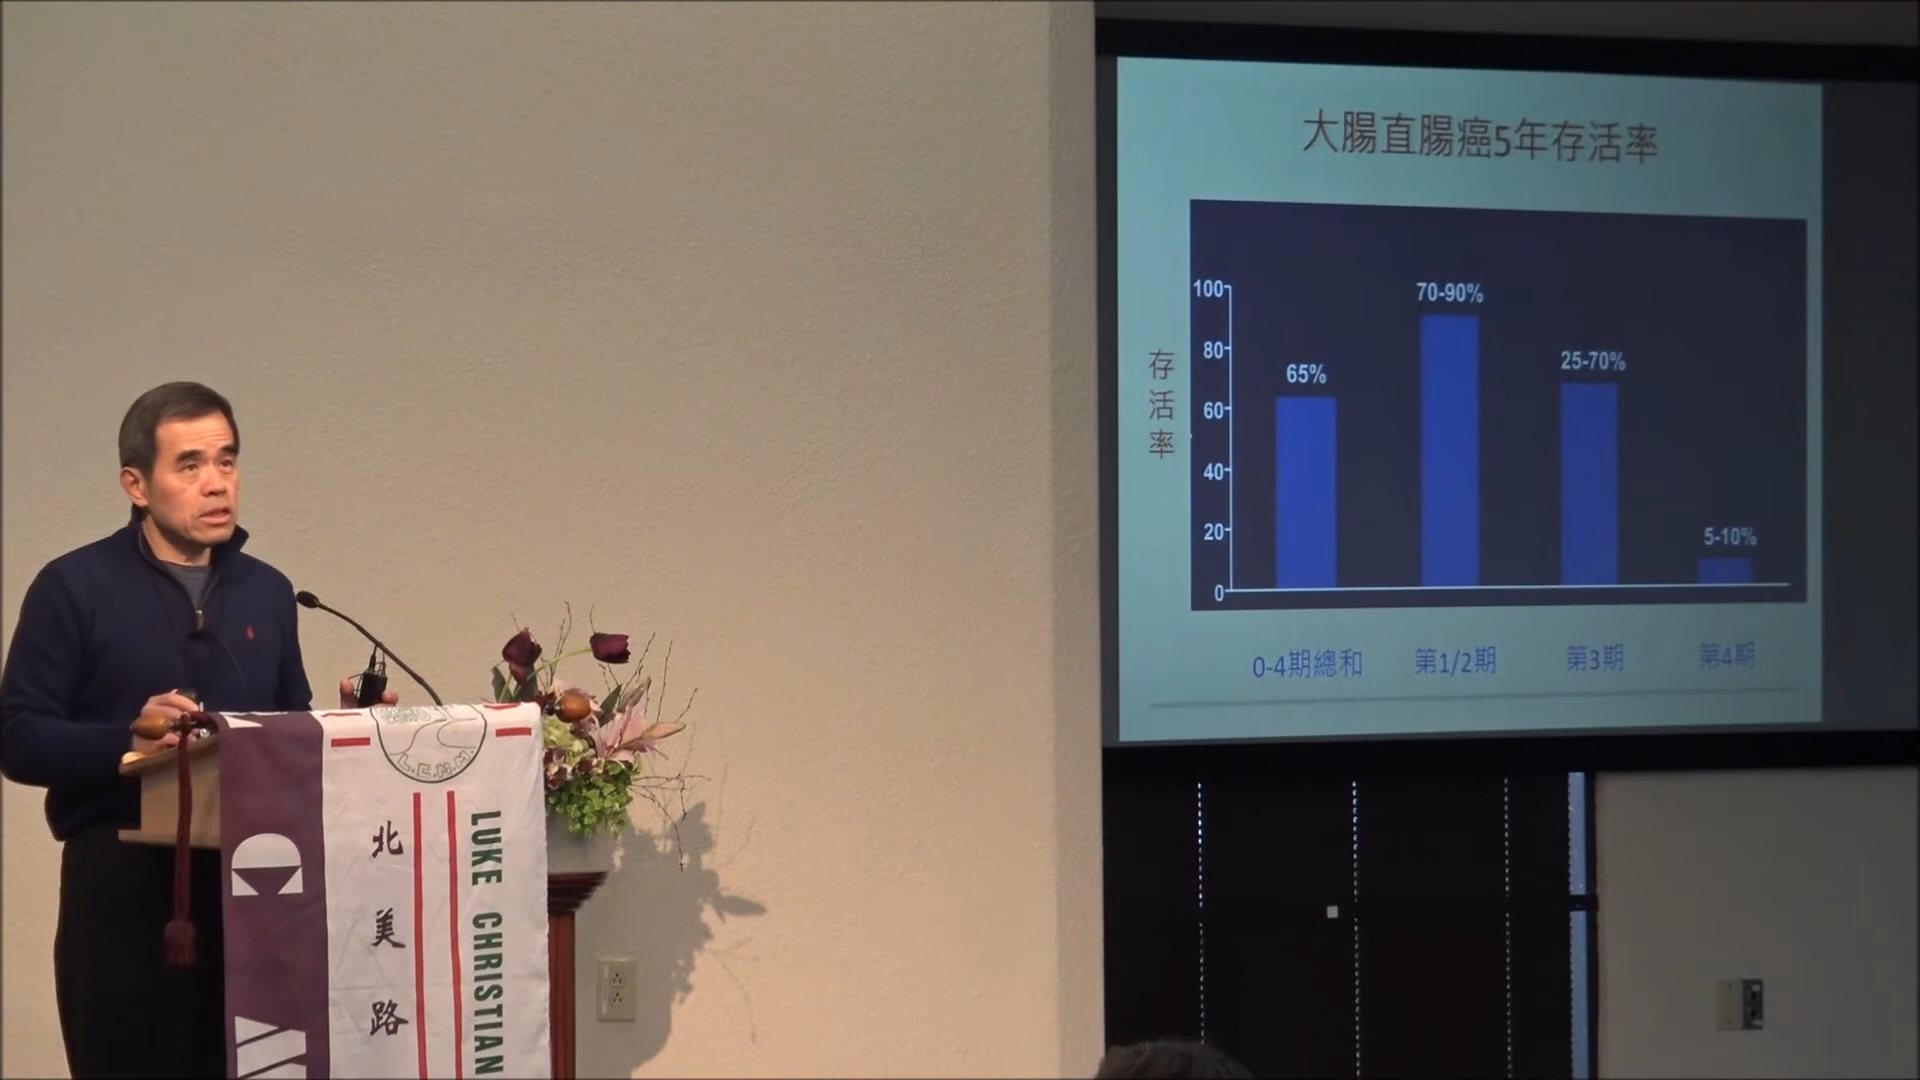 大腸直腸癌5年存活率
存活率
100
80
60
40
20
0
65%
70-90%
25-70%
5-10%
0-4期總和
第1/2期
第3期
第4期
L.C.M.M.
北美路
LUKE CHRISTIAN